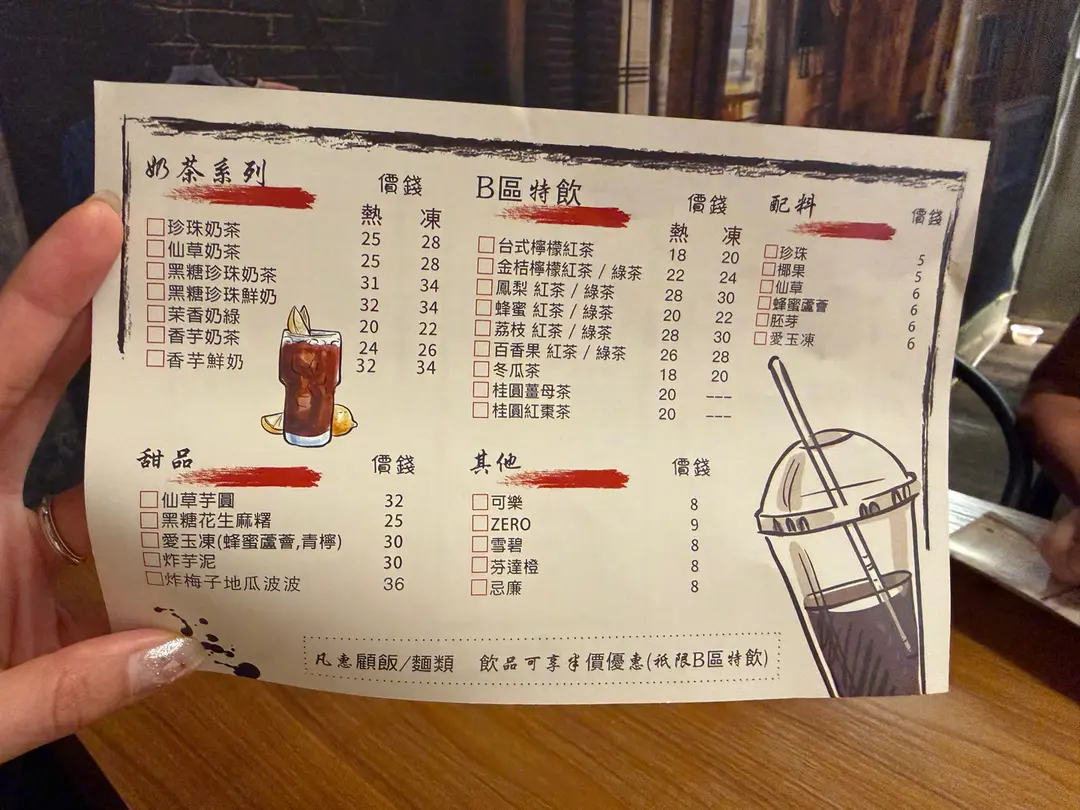 奶茶系列 價錢
熱 凍
珍珠奶茶 25 28
仙草奶茶 25 28
黑糖珍珠奶茶 31 34
黑糖珍珠鮮奶 32 34
茉香奶綠 20 22
香芋奶茶 24 26
香芋鮮奶 32 34
B區特飲 價錢
熱 凍
台式檸檬紅茶 18 20
金桔檸檬紅茶 / 綠茶 22 24
鳳梨 紅茶 / 綠茶 28 30
蜂蜜 紅茶 / 綠茶 20 22
荔枝 紅茶 / 綠茶 28 30
百香果 紅茶 / 綠茶 26 28
冬瓜茶 18 20
桂圓薑母茶 20 ---
桂圓紅棗茶 20 ---
配料 價錢
珍珠 5
椰果 5
仙草 6
蜂蜜蘆薈 6
胚芽 6
愛玉凍 6
甜品 價錢
仙草芋圓 32
黑糖花生麻糬 25
愛玉凍(蜂蜜蘆薈,青檸) 30
炸芋泥 30
炸梅子地瓜波波 36
其他 價錢
可樂 8
ZERO 9
雪碧 8
芬達橙 8
忌廉 8
凡惠顧飯/麵類 飲品可享半價優惠(祇限B區特飲)